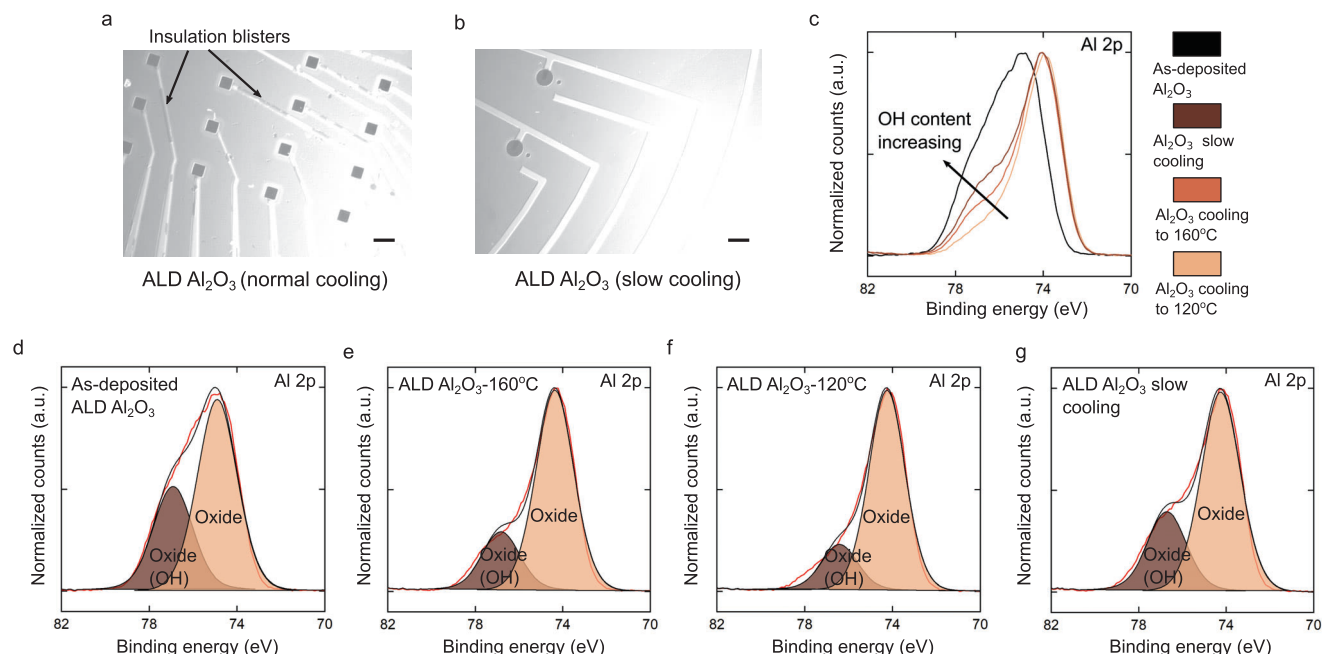 a
Insulation blisters
ALD Al₂O₃ (normal cooling)
b
ALD Al₂O₃ (slow cooling)
c
Al 2p
OH content
increasing
Normalized counts (a.u.)
82 78 74 70
Binding energy (eV)
As-deposited
Al₂O₃
Al₂O₃ slow
cooling
Al₂O₃ cooling
to 160ºC
Al₂O₃ cooling
to 120ºC
d
As-deposited
ALD Al₂O₃
Al 2p
Oxide
Oxide
(OH)
Normalized counts (a.u.)
82 78 74 70
Binding energy (eV)
e
ALD Al₂O₃-160ºC
Al 2p
Oxide
Oxide
(OH)
Normalized counts (a.u.)
82 78 74 70
Binding energy (eV)
f
ALD Al₂O₃-120ºC
Al 2p
Oxide
Oxide
(OH)
Normalized counts (a.u.)
82 78 74 70
Binding energy (eV)
g
ALD Al₂O₃ slow
cooling
Al 2p
Oxide
Oxide
(OH)
Normalized counts (a.u.)
82 78 74 70
Binding energy (eV)